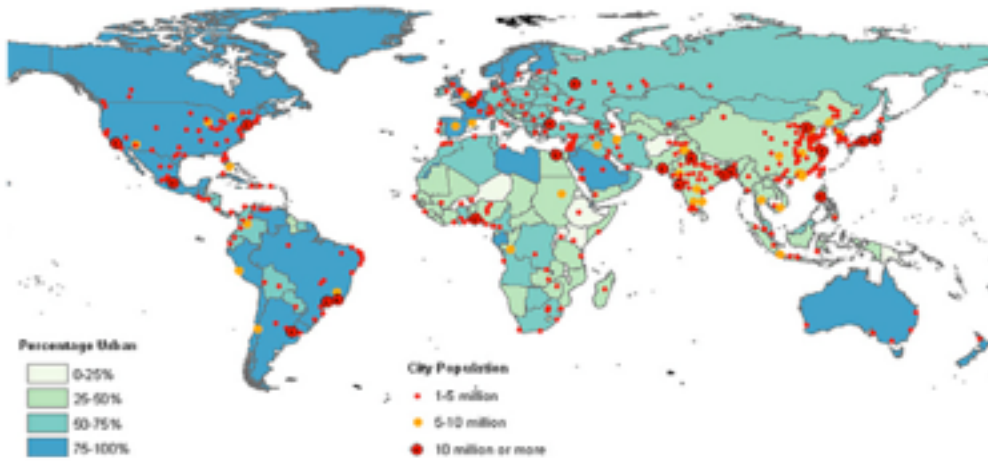 Percentage Urban
0-25%
25-50%
50-75%
75-100%
City Population
1-5 million
5-10 million
10 million or more